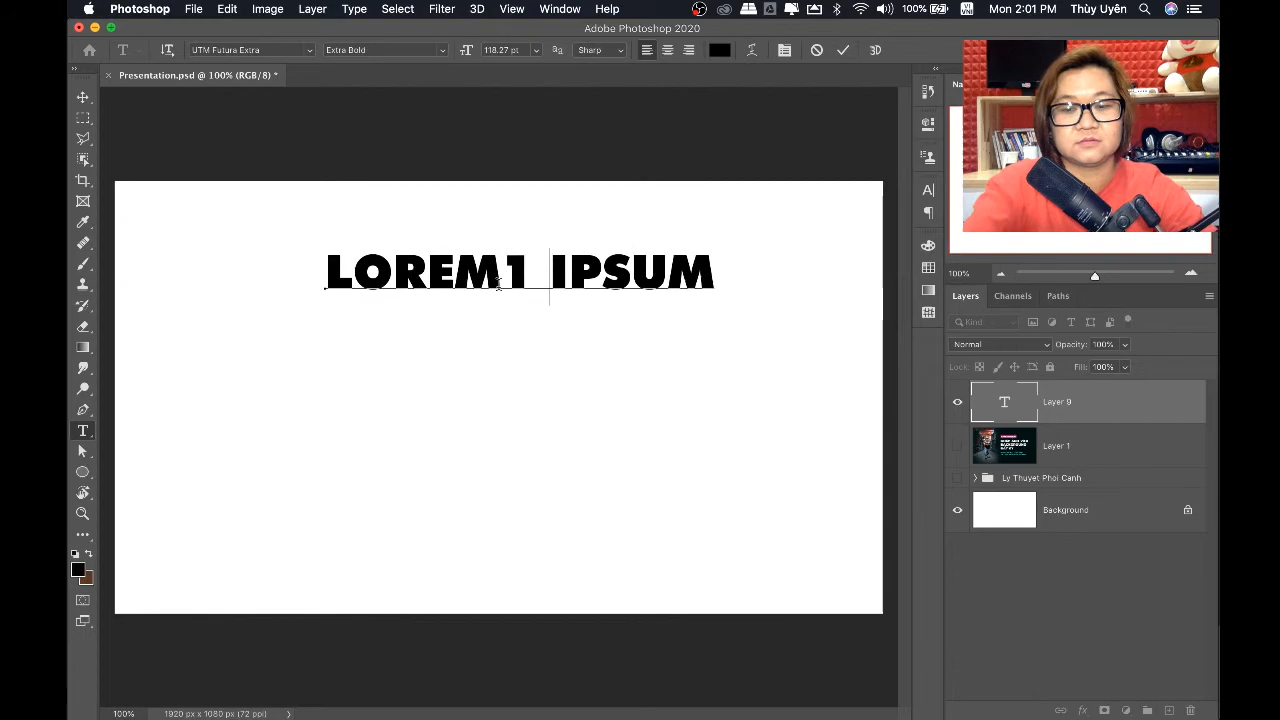 Photoshop File Edit Image Layer Type Select Filter 3D View Window Help 100% VI VNI Mon 2:01 PM Thùy Uyên
Adobe Photoshop 2020
UTM Futura Extra Extra Bold 118.27 pt Sharp 3D
Presentation.psd @ 100% (RGB/8) *
Na
LOREM1 IPSUM
100%
Layers Channels Paths
Kind
Normal Opacity: 100%
Lock: Fill: 100%
Layer 9
Layer 1
Ly Thuyet Phoi Canh
Background
100% 1920 px x 1080 px (72 ppi)